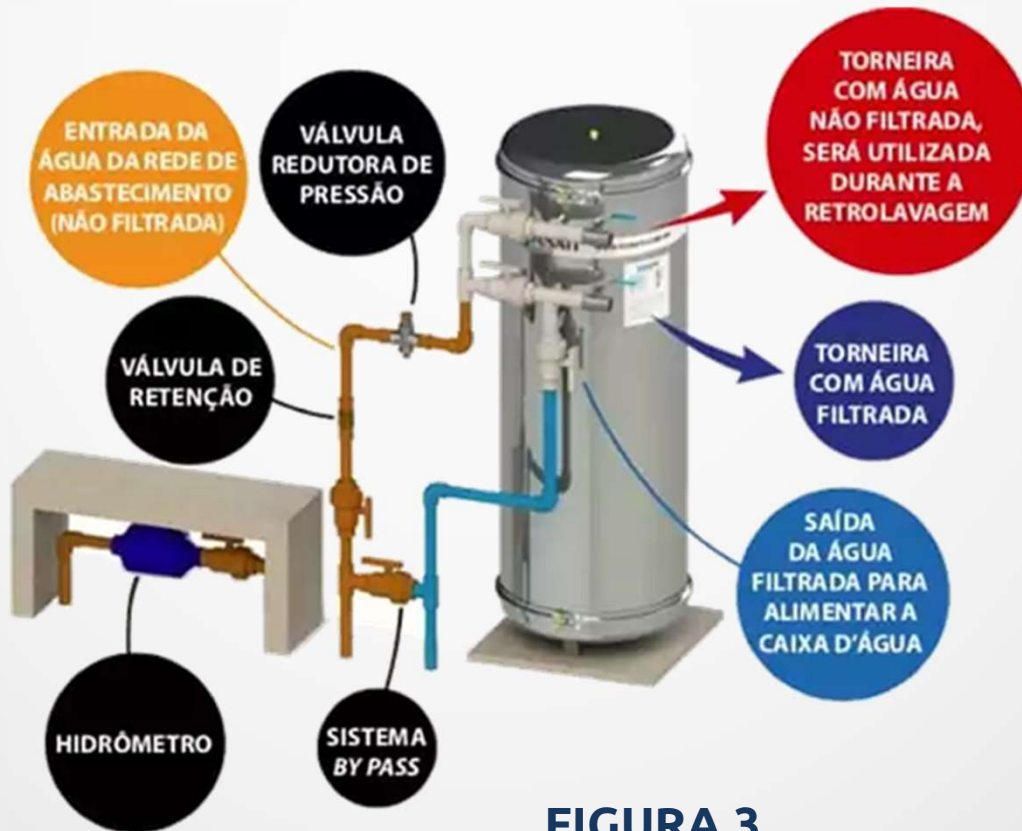 ENTRADA DA
ÁGUA DA REDE DE
ABASTECIMENTO
(NÃO FILTRADA)
VÁLVULA
REDUTORA DE
PRESSÃO
TORNEIRA
COM ÁGUA
NÃO FILTRADA,
SERÁ UTILIZADA
DURANTE A
RETROLAVAGEM
VÁLVULA DE
RETENÇÃO
TORNEIRA
COM ÁGUA
FILTRADA
SAÍDA
DA ÁGUA
FILTRADA PARA
ALIMENTAR A
CAIXA D'ÁGUA
HIDRÔMETRO
SISTEMA
BY PASS
FIGURA 3